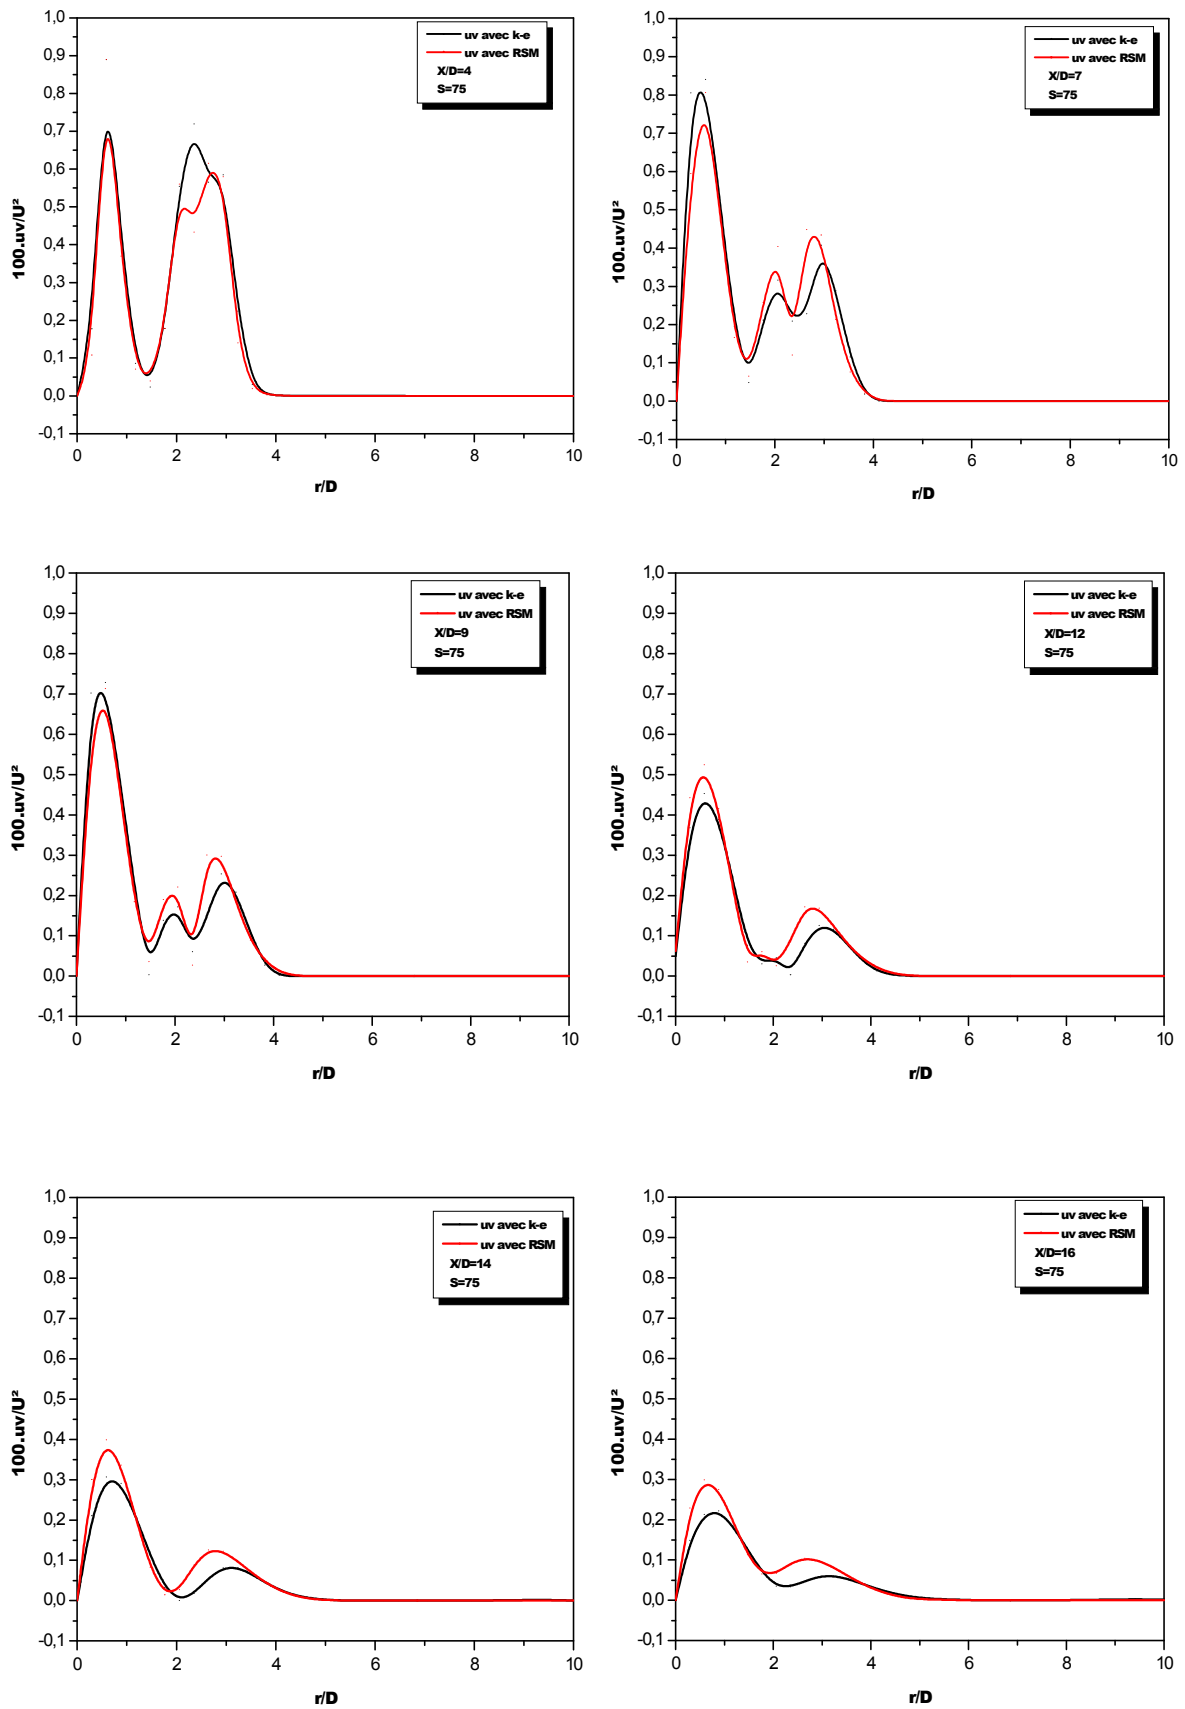 1,0
0,9
0,8
0,7
0,6
0,5
0,4
0,3
0,2
0,1
0,0
-0,1
0 2 4 6 8 10
r/D
100.uv/U²
uv avec k-e
uv avec RSM
X/D=4
S=75
1,0
0,9
0,8
0,7
0,6
0,5
0,4
0,3
0,2
0,1
0,0
-0,1
0 2 4 6 8 10
r/D
100.uv/U²
uv avec k-e
uv avec RSM
X/D=7
S=75
1,0
0,9
0,8
0,7
0,6
0,5
0,4
0,3
0,2
0,1
0,0
-0,1
0 2 4 6 8 10
r/D
100.uv/U²
uv avec k-e
uv avec RSM
X/D=9
S=75
1,0
0,9
0,8
0,7
0,6
0,5
0,4
0,3
0,2
0,1
0,0
-0,1
0 2 4 6 8 10
r/D
100.uv/U²
uv avec k-e
uv avec RSM
X/D=12
S=75
1,0
0,9
0,8
0,7
0,6
0,5
0,4
0,3
0,2
0,1
0,0
-0,1
0 2 4 6 8 10
r/D
100.uv/U²
uv avec k-e
uv avec RSM
X/D=14
S=75
1,0
0,9
0,8
0,7
0,6
0,5
0,4
0,3
0,2
0,1
0,0
-0,1
0 2 4 6 8 10
r/D
100.uv/U²
uv avec k-e
uv avec RSM
X/D=16
S=75